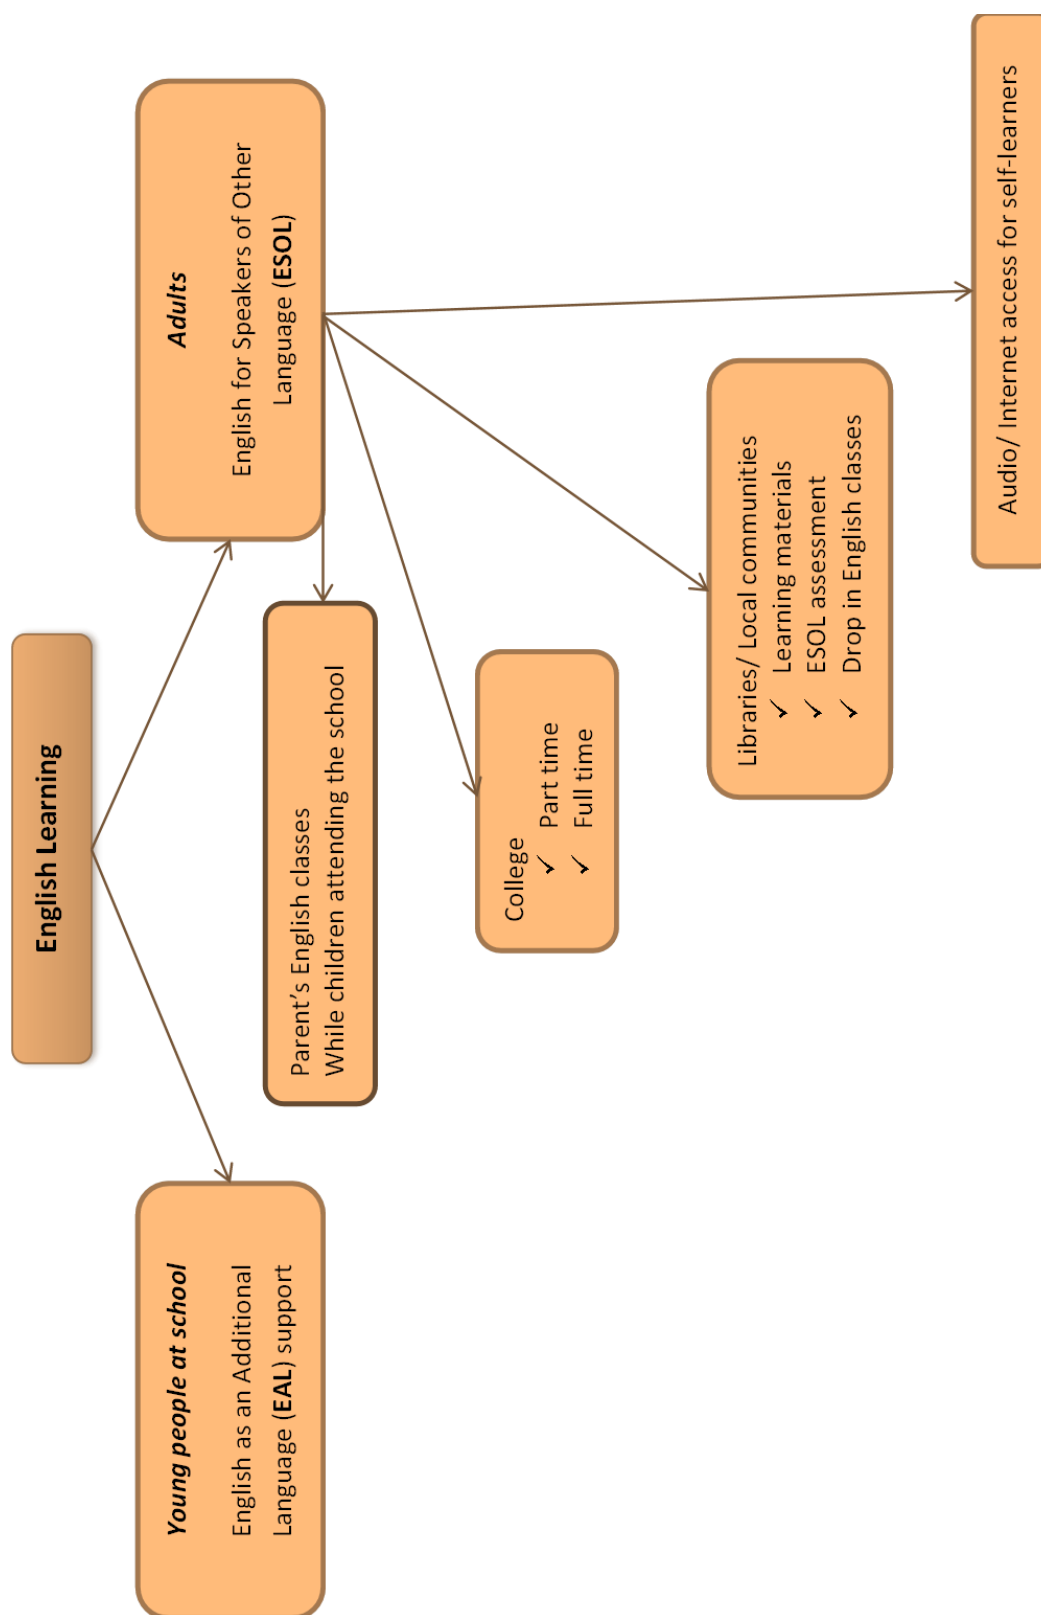 English Learning
Young people at school
English as an Additional
Language (EAL) support
Adults
English for Speakers of Other
Language (ESOL)
Parent’s English classes
While children attending the school
College
✓ Part time
✓ Full time
Libraries/ Local communities
✓ Learning materials
✓ ESOL assessment
✓ Drop in English classes
Audio/ Internet access for self-learners